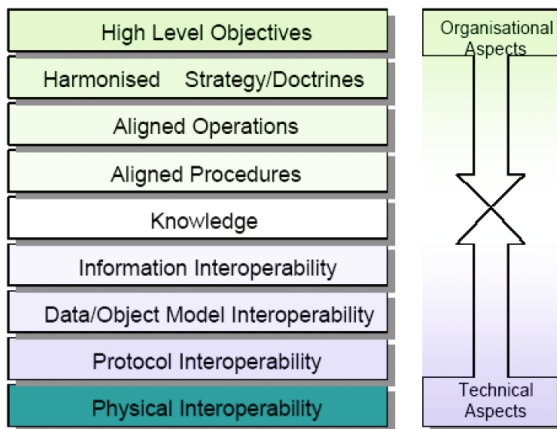 High Level Objectives
Harmonised Strategy/Doctrines
Aligned Operations
Aligned Procedures
Knowledge
Information Interoperability
Data/Object Model Interoperability
Protocol Interoperability
Physical Interoperability
Organisational
Aspects
Technical
Aspects